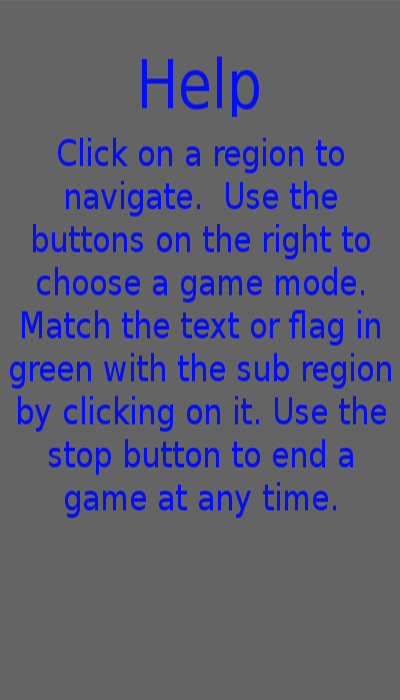 Help
Click on a region to
navigate.  Use the
buttons on the right to
choose a game mode.
Match the text or flag in
green with the sub region
by clicking on it. Use the
stop button to end a
game at any time.